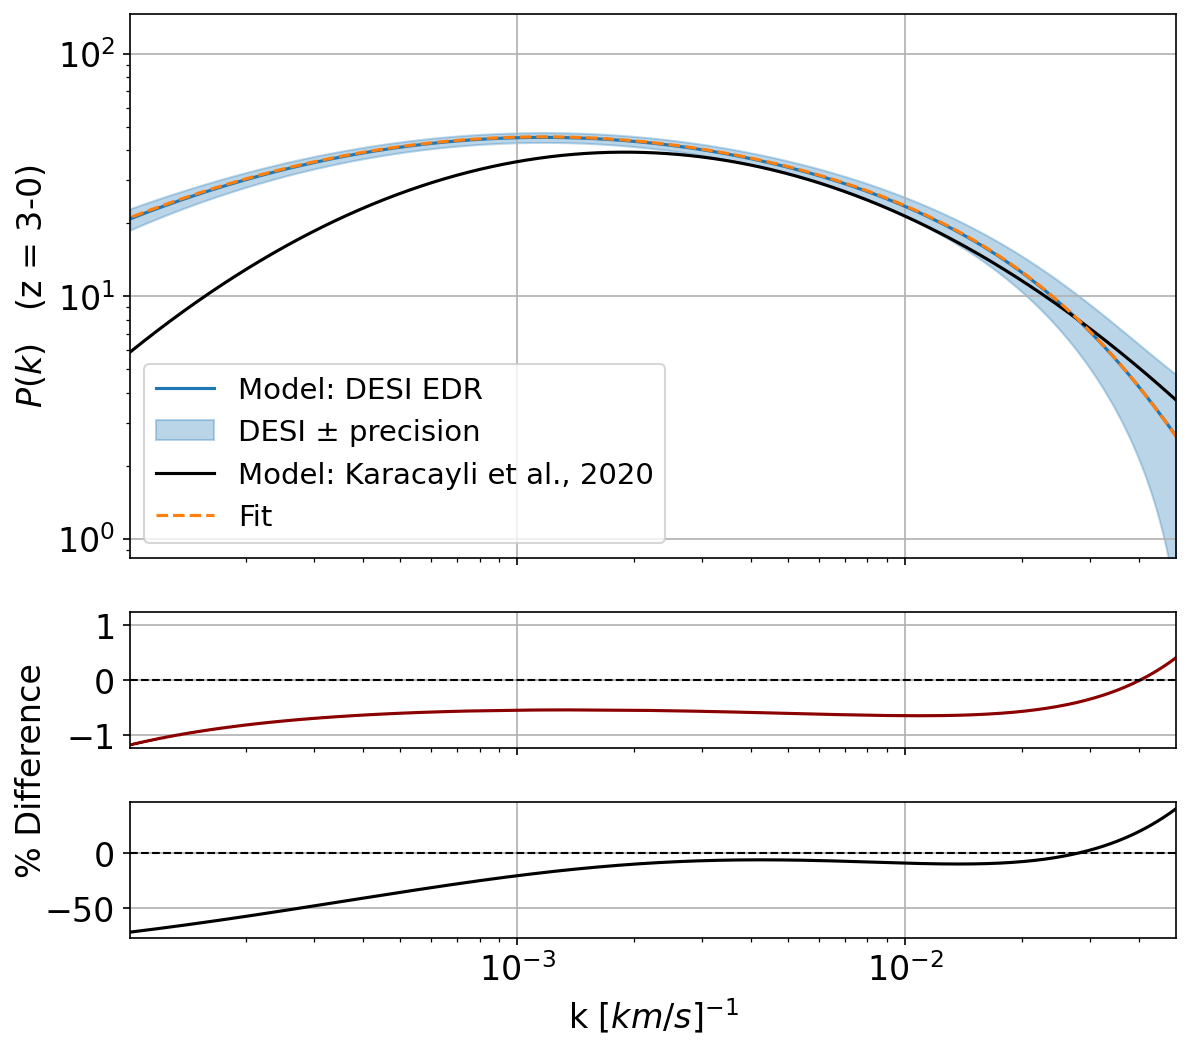 10²
10¹
10⁰
P(k) (z = 3-0)
Model: DESI EDR
DESI ± precision
Model: Karacayli et al., 2020
Fit
1
0
−1
% Difference
0
−50
10⁻³
10⁻²
k [km/s]⁻¹